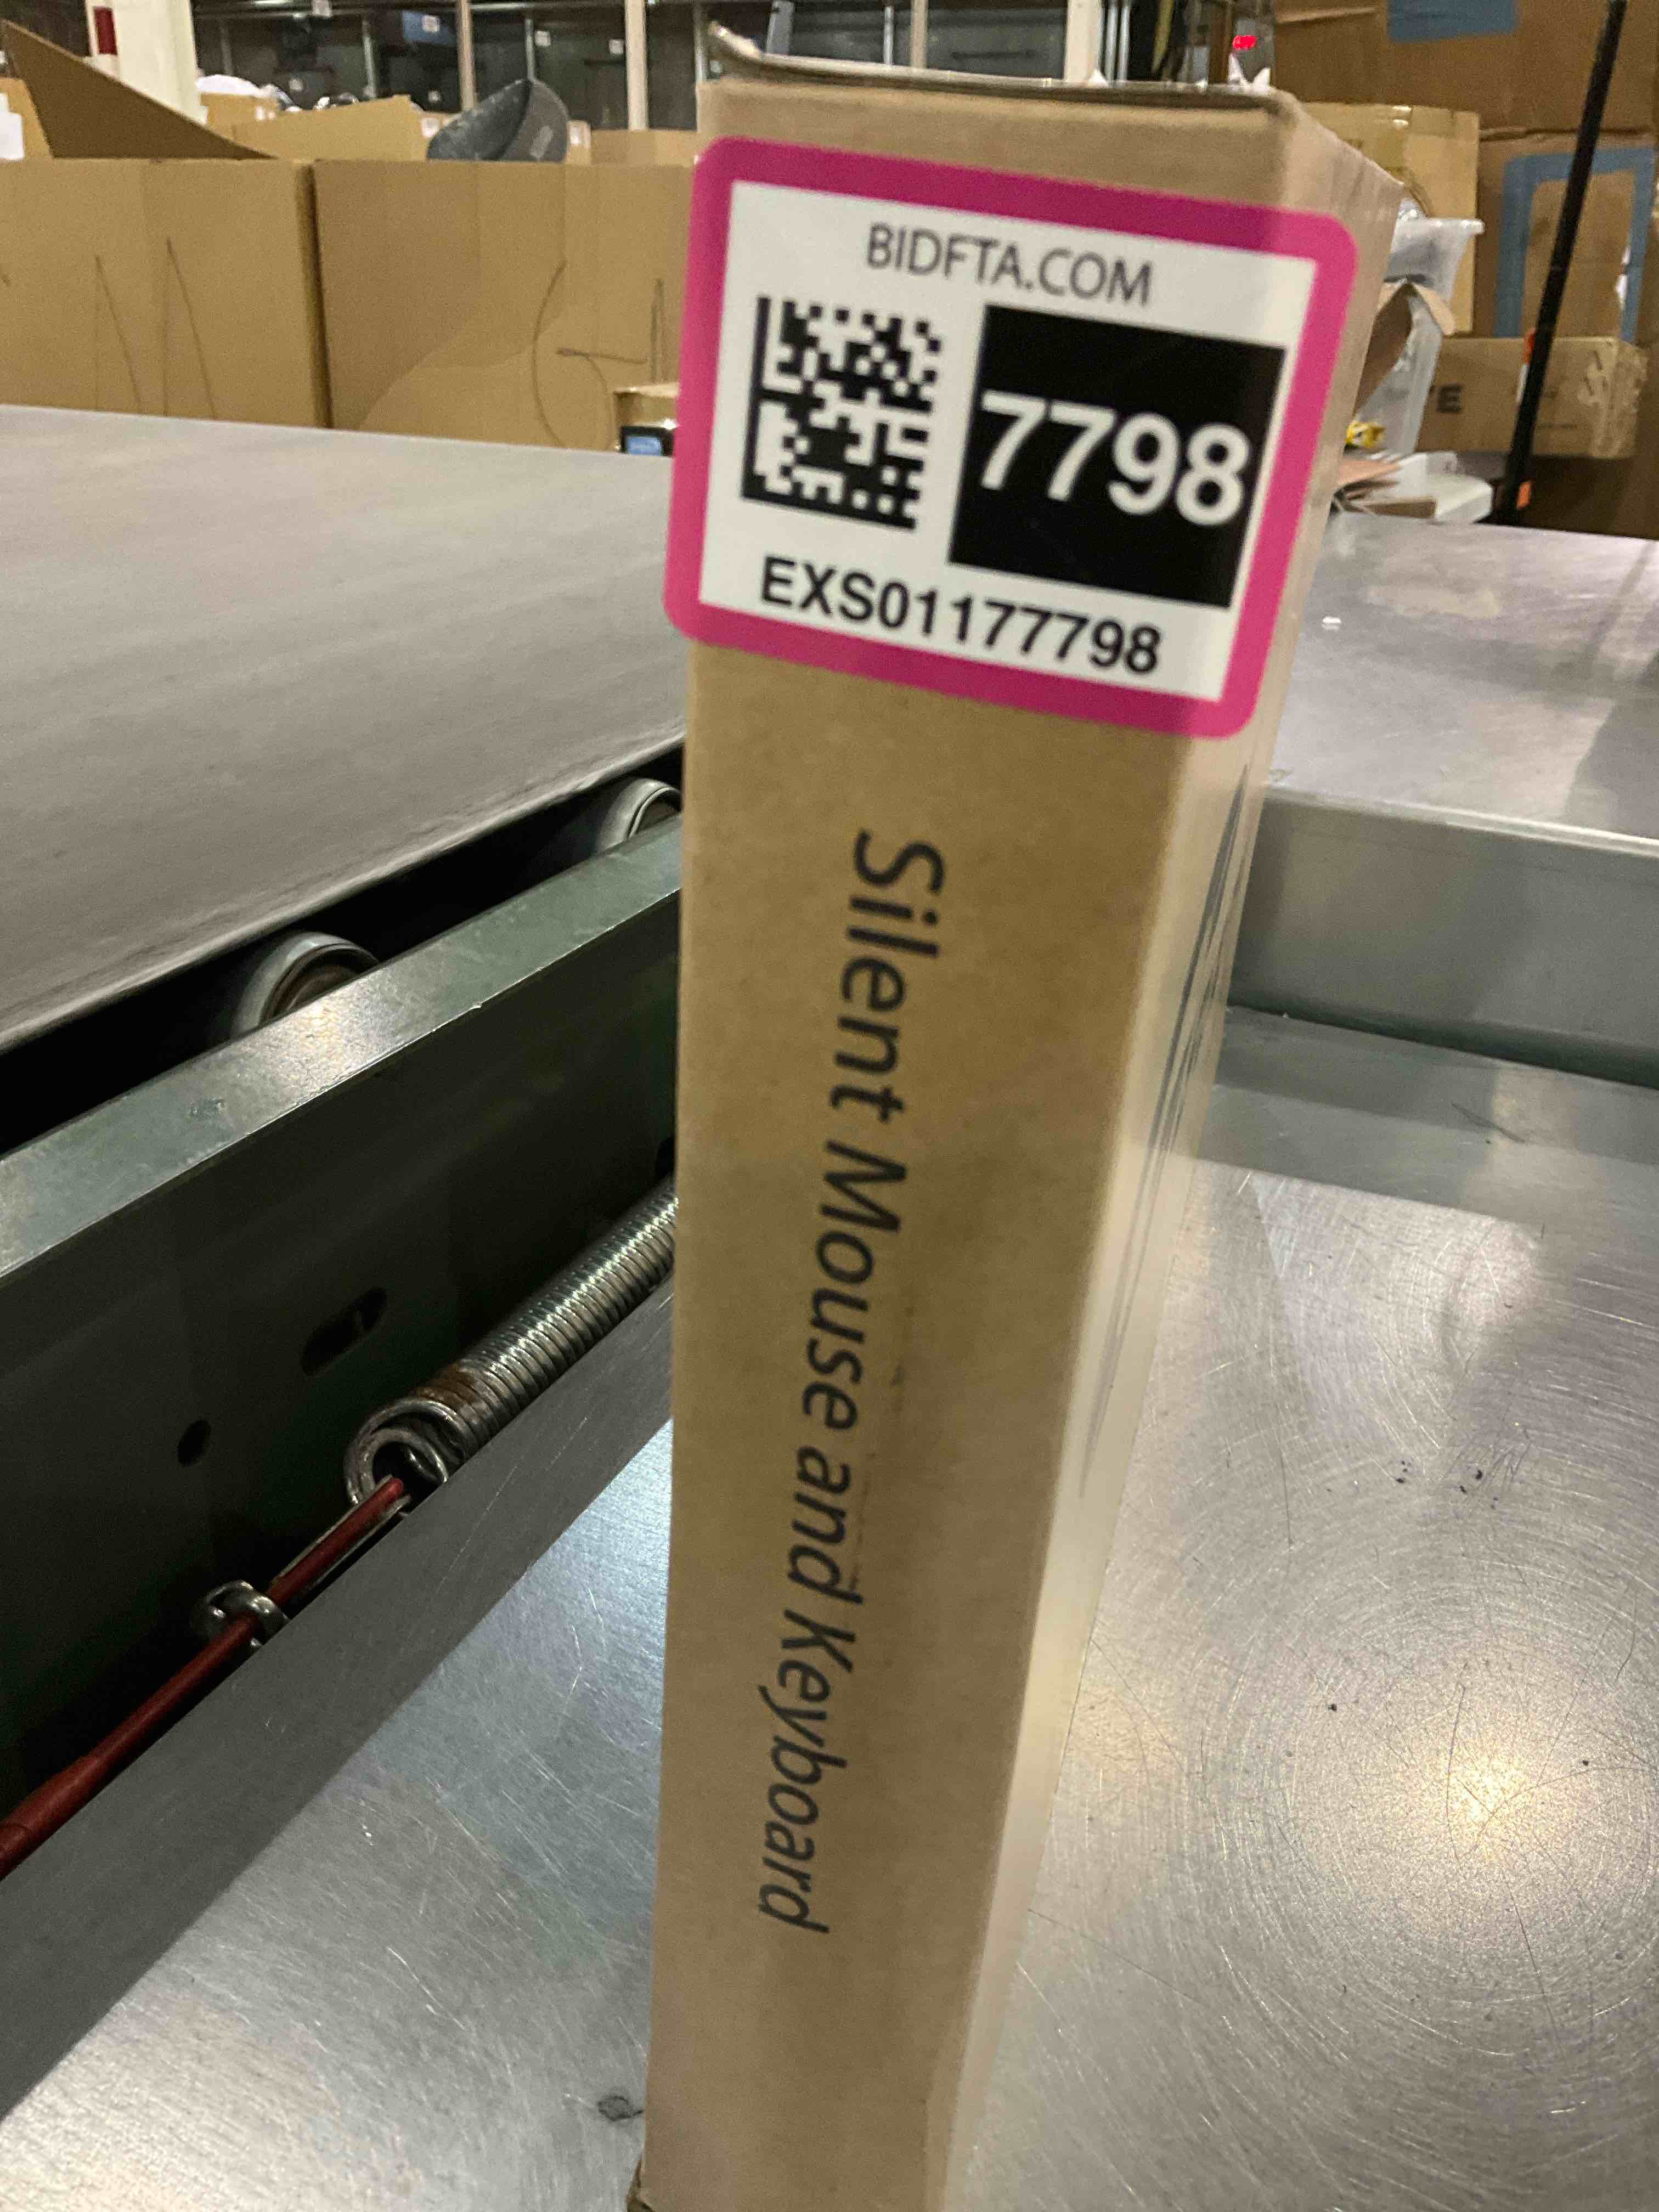 BIDFTA.COM
7798
EXS01177798
Silent Mouse and Keyboard
E